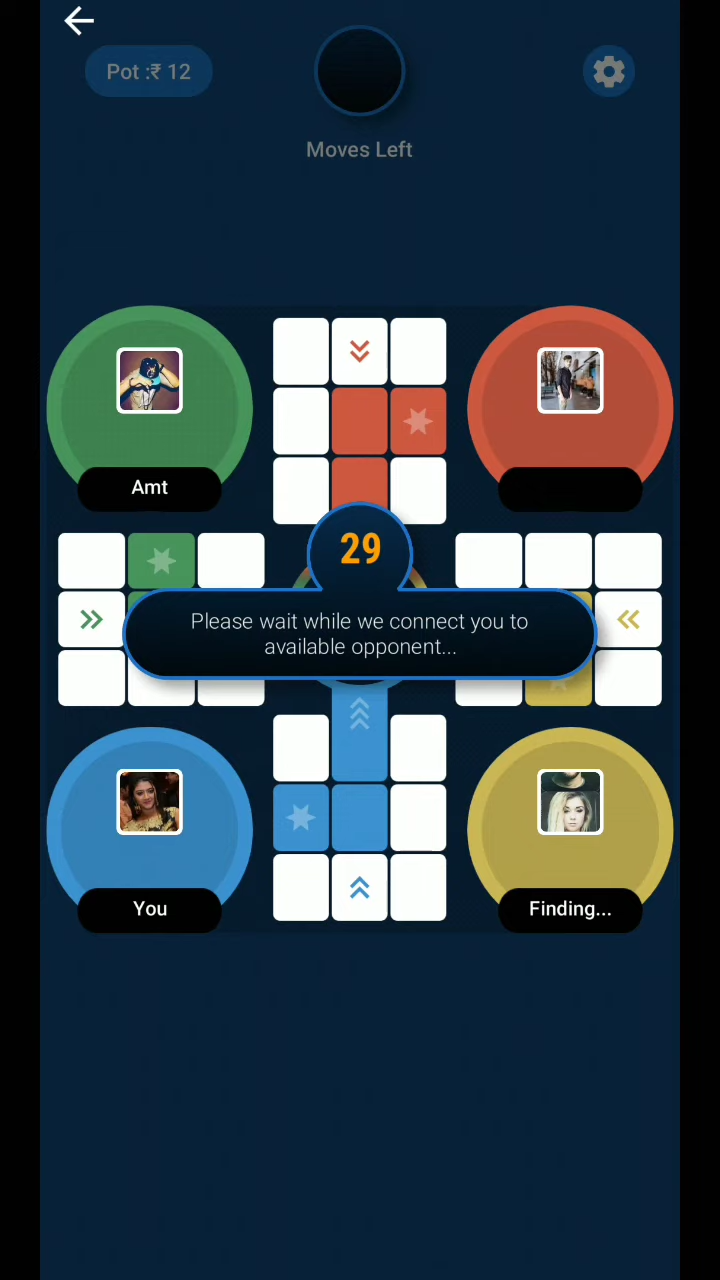 Pot :₹ 12
Moves Left
Amt
29
Please wait while we connect you to
available opponent...
You
Finding...